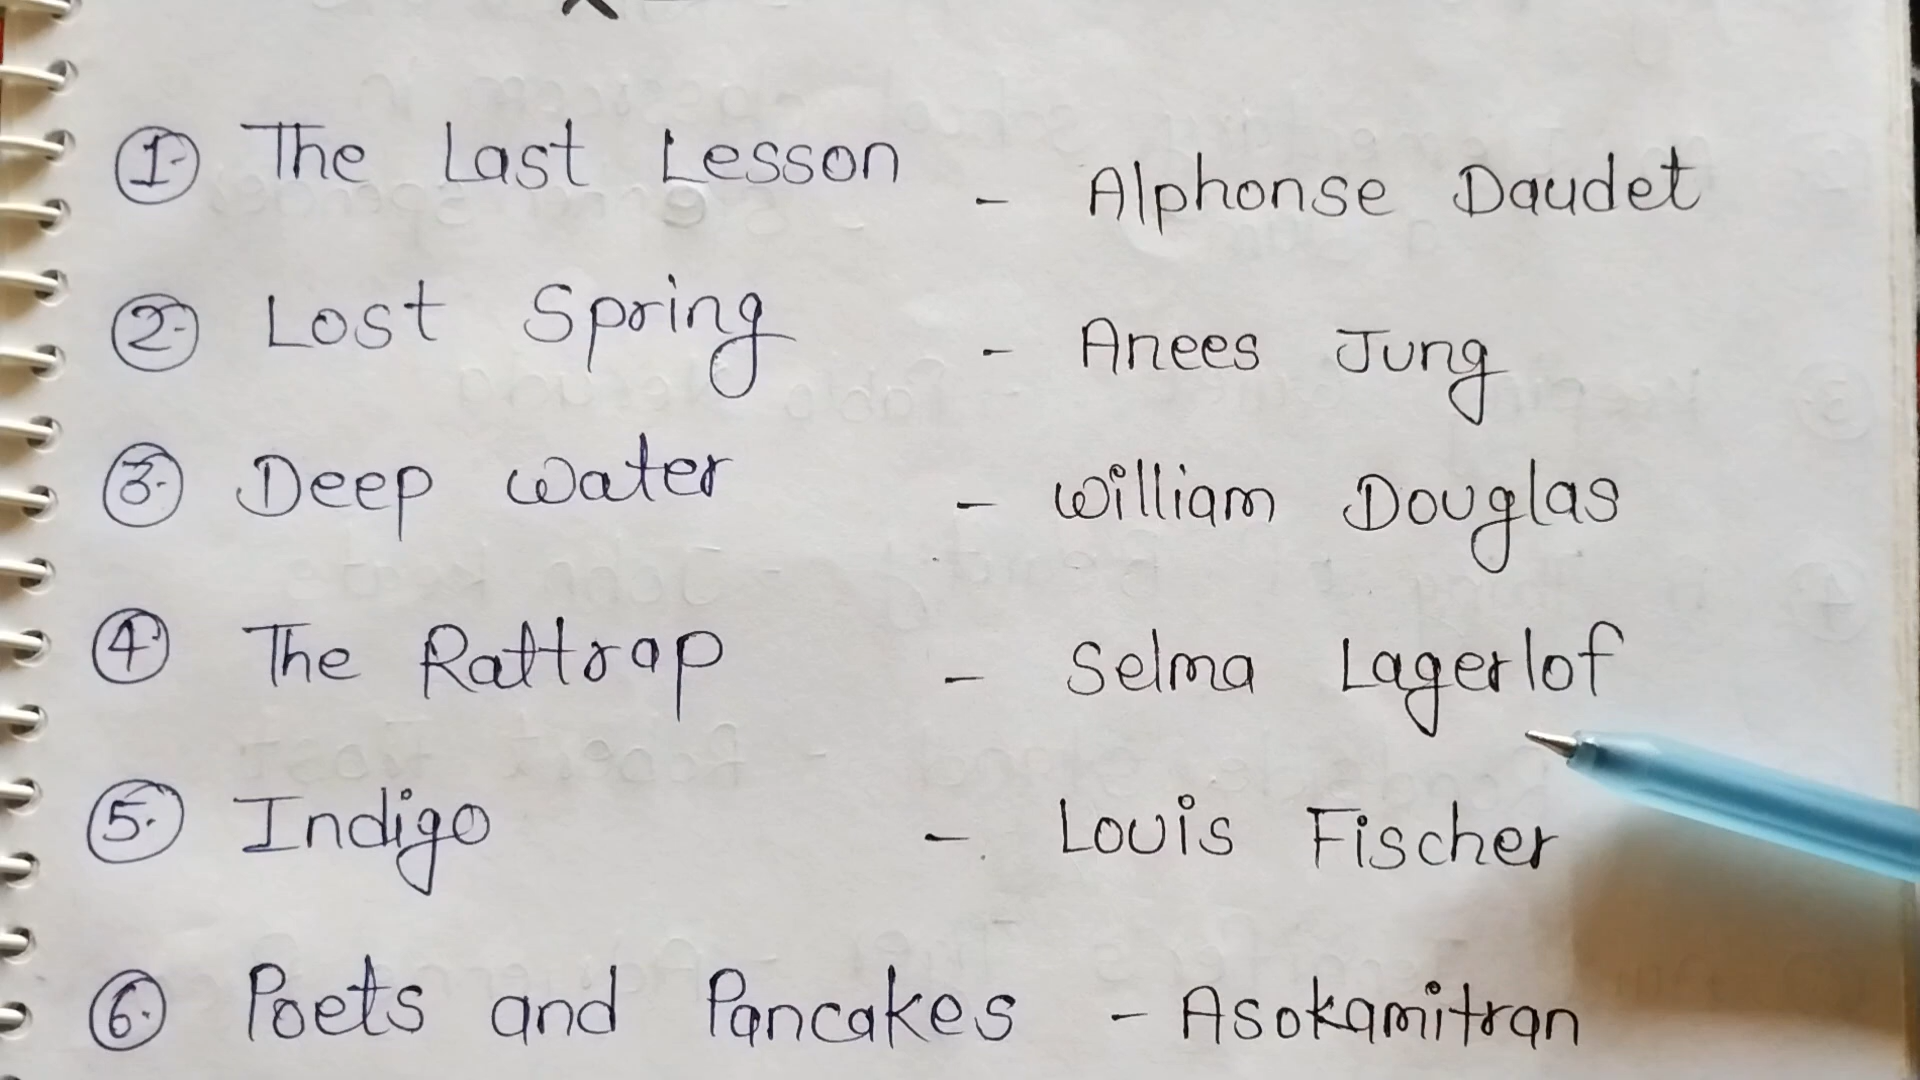 1. The Last Lesson - Alphonse Daudet
2. Lost Spring - Anees Jung
3. Deep water - William Douglas
4. The Rattrap - Selma Lagerlof
5. Indigo - Louis Fischer
6. Poets and Pancakes - Asokamitran